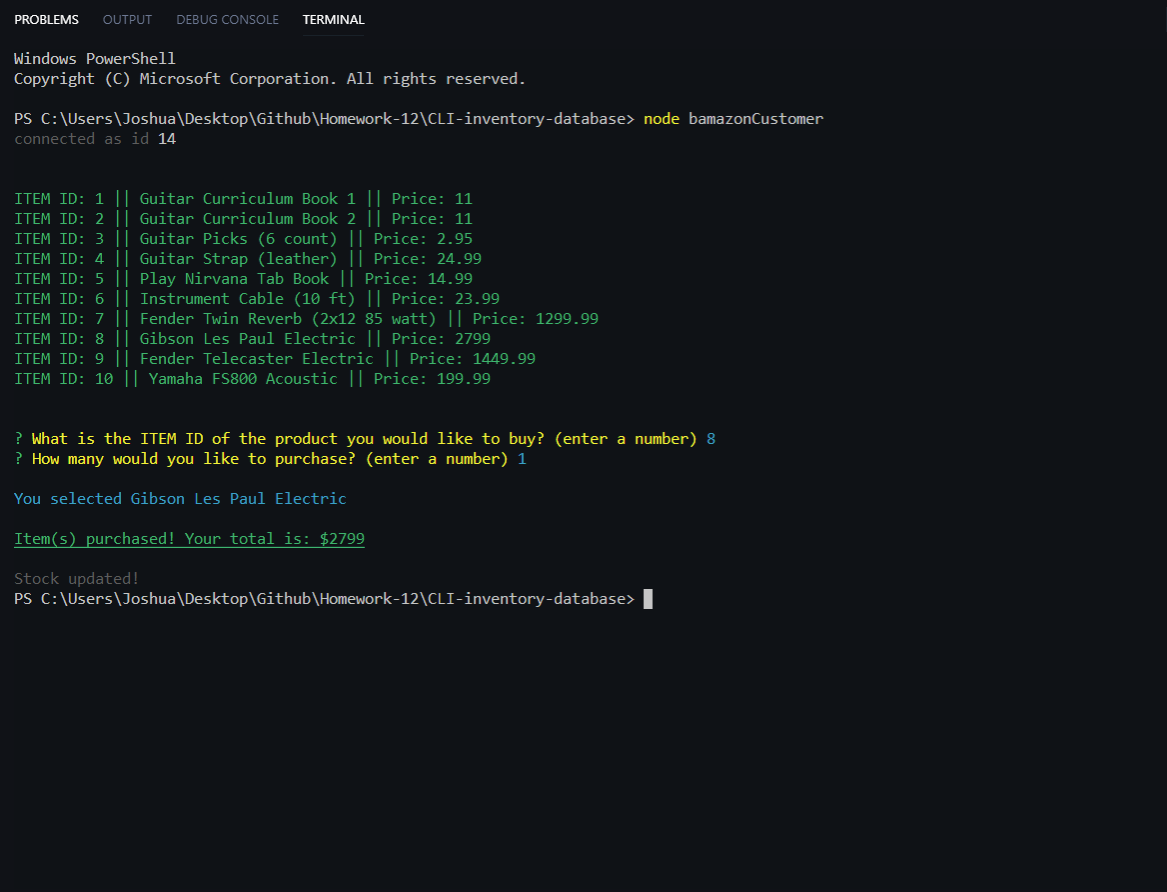 PROBLEMS OUTPUT DEBUG CONSOLE TERMINAL
Windows PowerShell
Copyright (C) Microsoft Corporation. All rights reserved.
PS C:\Users\Joshua\Desktop\Github\Homework-12\CLI-inventory-database> node bamazonCustomer
connected as id 14
ITEM ID: 1 || Guitar Curriculum Book 1 || Price: 11
ITEM ID: 2 || Guitar Curriculum Book 2 || Price: 11
ITEM ID: 3 || Guitar Picks (6 count) || Price: 2.95
ITEM ID: 4 || Guitar Strap (leather) || Price: 24.99
ITEM ID: 5 || Play Nirvana Tab Book || Price: 14.99
ITEM ID: 6 || Instrument Cable (10 ft) || Price: 23.99
ITEM ID: 7 || Fender Twin Reverb (2x12 85 watt) || Price: 1299.99
ITEM ID: 8 || Gibson Les Paul Electric || Price: 2799
ITEM ID: 9 || Fender Telecaster Electric || Price: 1449.99
ITEM ID: 10 || Yamaha FS800 Acoustic || Price: 199.99
? What is the ITEM ID of the product you would like to buy? (enter a number) 8
? How many would you like to purchase? (enter a number) 1
You selected Gibson Les Paul Electric
Item(s) purchased! Your total is: $2799
Stock updated!
PS C:\Users\Joshua\Desktop\Github\Homework-12\CLI-inventory-database>